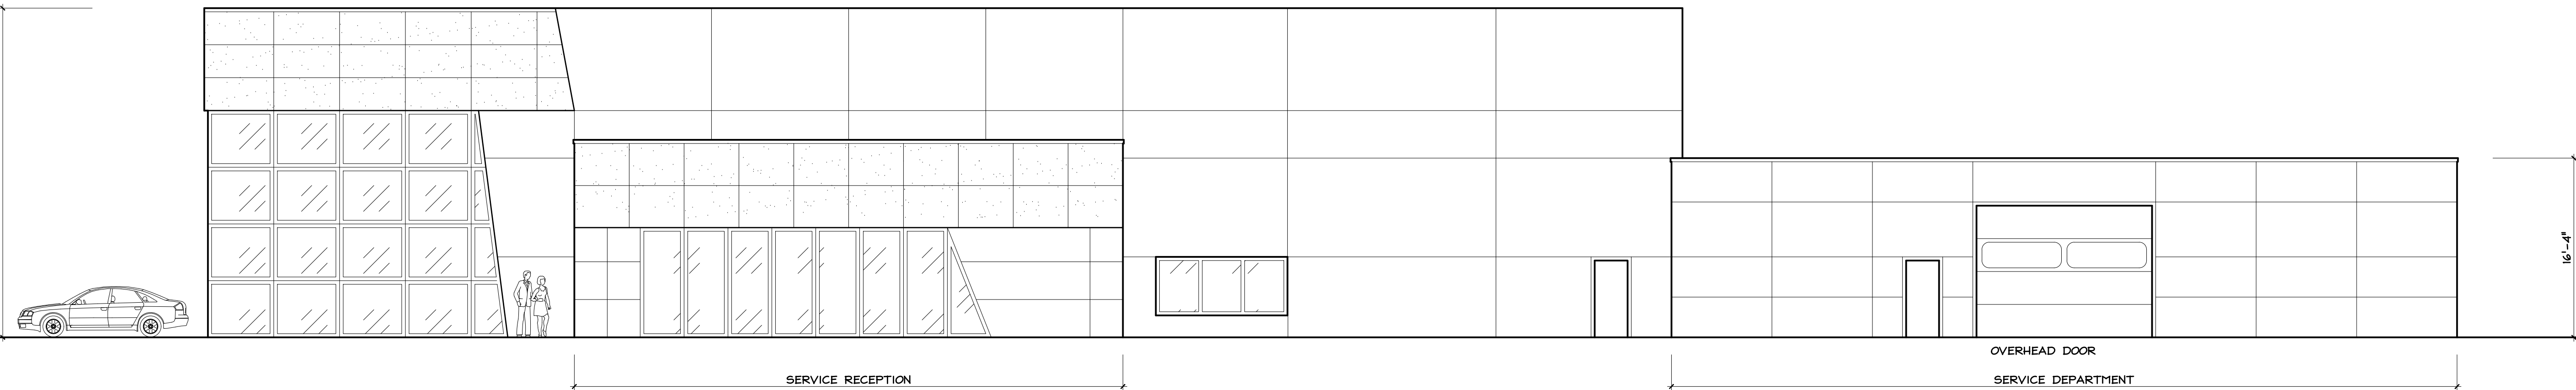 16'-4"
OVERHEAD DOOR
SERVICE RECEPTION
SERVICE DEPARTMENT